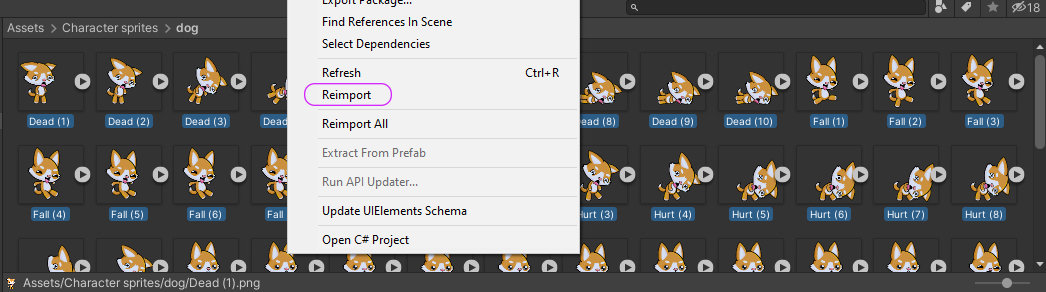 Export Package...
18
Find References In Scene
Assets > Character sprites > dog
Select Dependencies
Refresh Ctrl+R
Reimport
Dead (1) Dead (2) Dead (3) Dead (8) Dead (9) Dead (10) Fall (1) Fall (2) Fall (3)
Reimport All
Extract From Prefab
Run API Updater...
Fall (4) Fall (5) Fall (6) Hurt (3) Hurt (4) Hurt (5) Hurt (6) Hurt (7) Hurt (8)
Update UIElements Schema
Open C# Project
Assets/Character sprites/dog/Dead (1).png